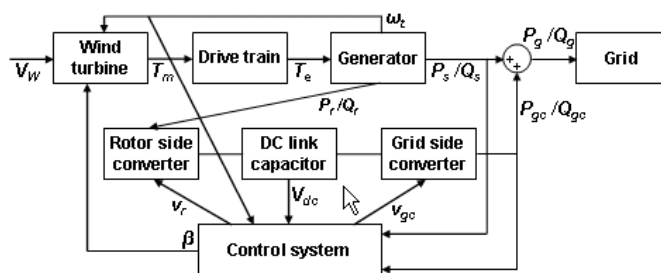 ω_t
P_g/Q_g
Wind turbine
Drive train
Generator
Grid
V_W
T_m
T_e
P_s/Q_s
+
+
P_r/Q_r
P_gc/Q_gc
Rotor side converter
DC link capacitor
Grid side converter
v_r
V_dc
v_gc
β
Control system